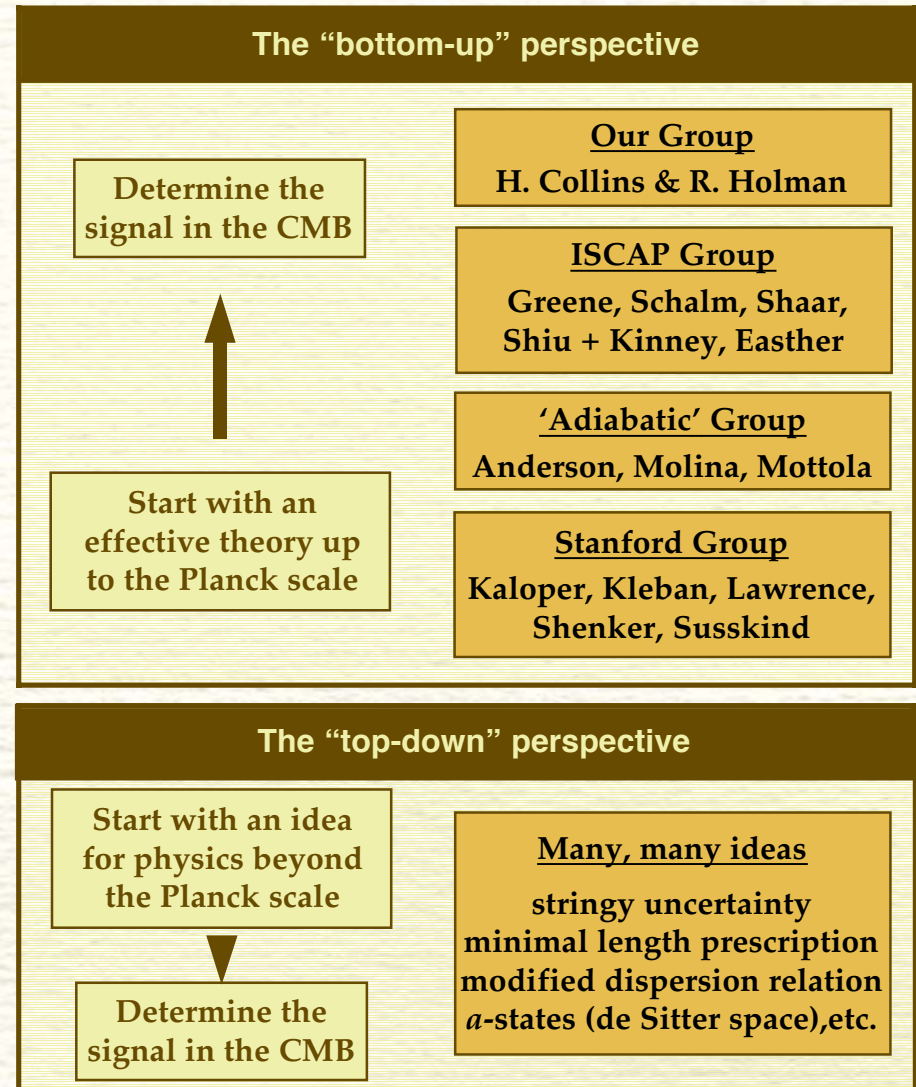 The “bottom-up” perspective
Determine the
signal in the CMB
Start with an
effective theory up
to the Planck scale
Our Group
H. Collins & R. Holman
ISCAP Group
Greene, Schalm, Shaar,
Shiu + Kinney, Easther
‘Adiabatic’ Group
Anderson, Molina, Mottola
Stanford Group
Kaloper, Kleban, Lawrence,
Shenker, Susskind
The “top-down” perspective
Start with an idea
for physics beyond
the Planck scale
Determine the
signal in the CMB
Many, many ideas
stringy uncertainty
minimal length prescription
modified dispersion relation
a-states (de Sitter space),etc.